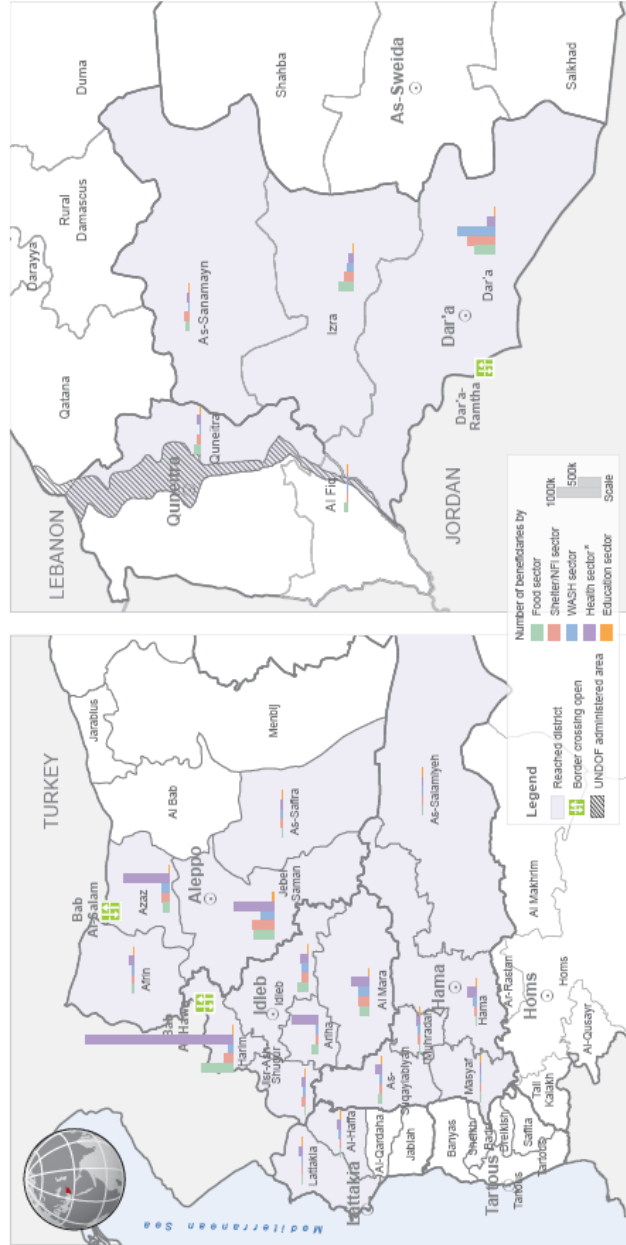 TURKEY
Mediterranean Sea
Jarablus
Al Bab
Menbij
Bab
Al-Salam
Azaz
Afrin
Aleppo
Jebel
Saman
As-Safira
Bab
Harim
Idleb
Idleb
Jisr-Ash-
Shugur
Ariha
Al Mara
As-Salamiyeh
Lattakia
Al-Haffa
Lattakia
Al-Qardaha
Jablah
As-
Suqaylabiyah
Muhradah
Hama
Hama
Masyaf
Banyas
Sheikh
Badr
Dreikish
Tartous
Tartous
Safita
Tartous
Tall
Kalakh
Ar-Rastan
Homs
Homs
Al-Qusayr
Al Makhrim
LEBANON
Qatana
Darayya
Rural
Damascus
Duma
Quneitra
Quneitra
As-Sanamayn
Shahba
Izra
As-Sweida
Al Fiq
Dar'a
Dar'a
Salkhad
Dar'a-
Ramtha
JORDAN
Legend
Reached district
Border crossing open
UNDOF administered area
Number of beneficiaries by
Food sector
Shelter/NFI sector
WASH sector
Health sector*
Education sector
1000k
500k
Scale